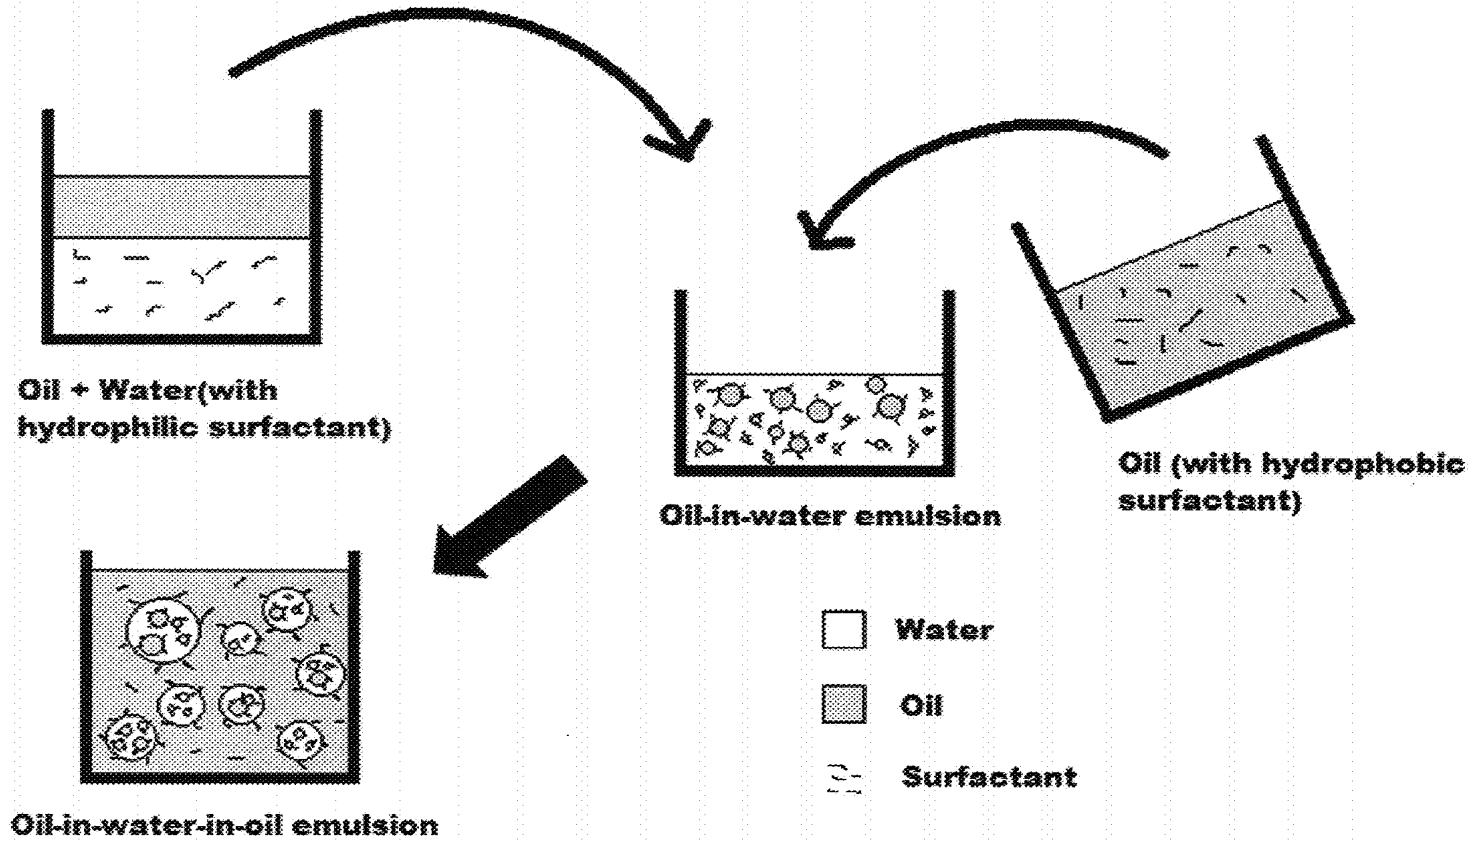 Oil + Water(with
hydrophilic surfactant)
Oil-in-water emulsion
Oil (with hydrophobic
surfactant)
Water
Oil
Surfactant
Oil-in-water-in-oil emulsion